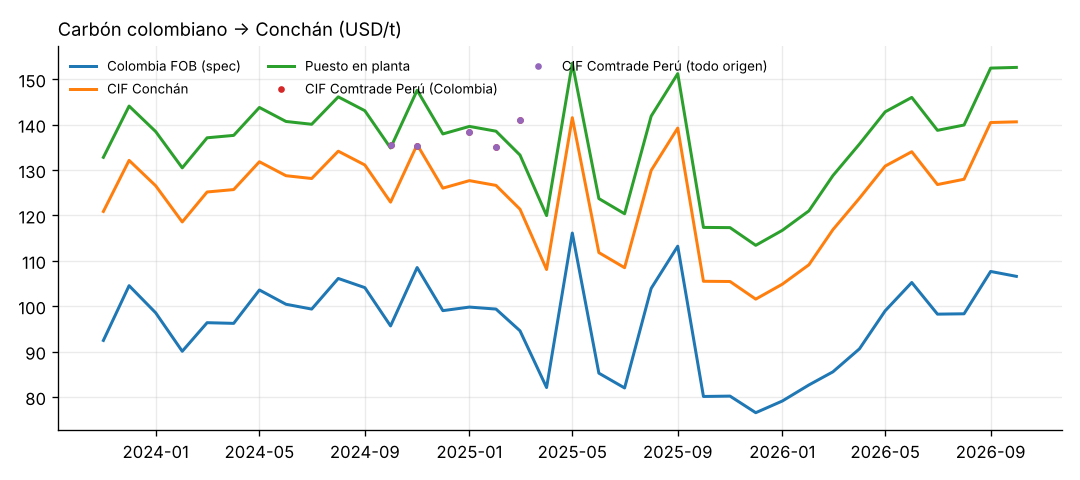 Carbón colombiano → Conchán (USD/t)
Colombia FOB (spec)
CIF Conchán
Puesto en planta
CIF Comtrade Perú (Colombia)
CIF Comtrade Perú (todo origen)
150
140
130
120
110
100
90
80
2024-01 2024-05 2024-09 2025-01 2025-05 2025-09 2026-01 2026-05 2026-09